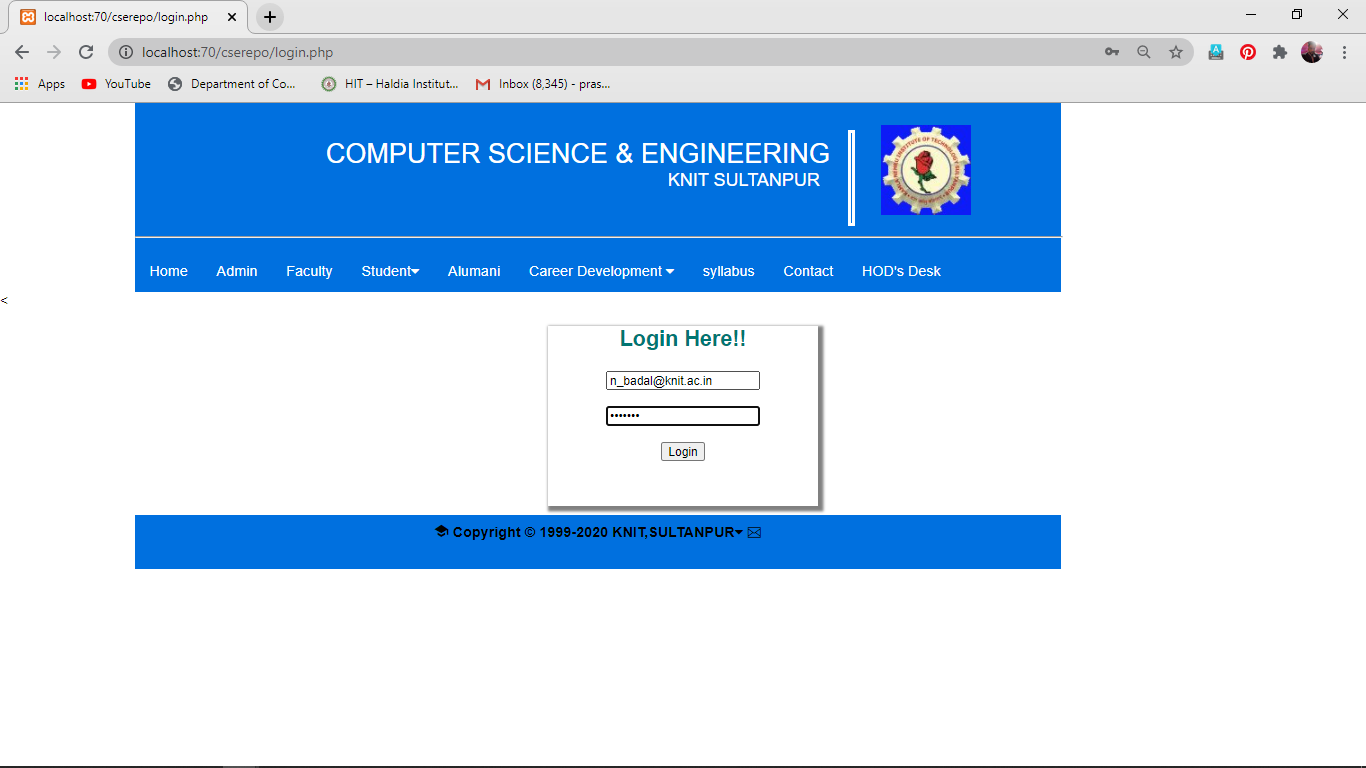 localhost:70/cserepo/login.php
localhost:70/cserepo/login.php
Apps YouTube Department of Co... HIT – Haldia Institut... Inbox (8,345) - pras...
COMPUTER SCIENCE & ENGINEERING
KNIT SULTANPUR
Home Admin Faculty Student Alumani Career Development syllabus Contact HOD's Desk
<
Login Here!!
n_badal@knit.ac.in
•••••••
Login
Copyright © 1999-2020 KNIT,SULTANPUR